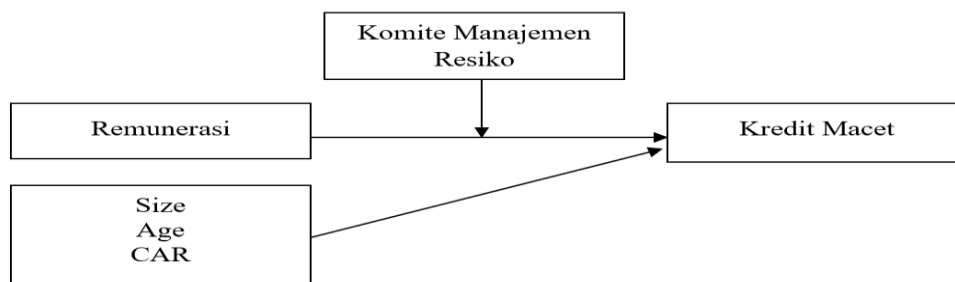 Komite Manajemen
Resiko
Remunerasi
Kredit Macet
Size
Age
CAR